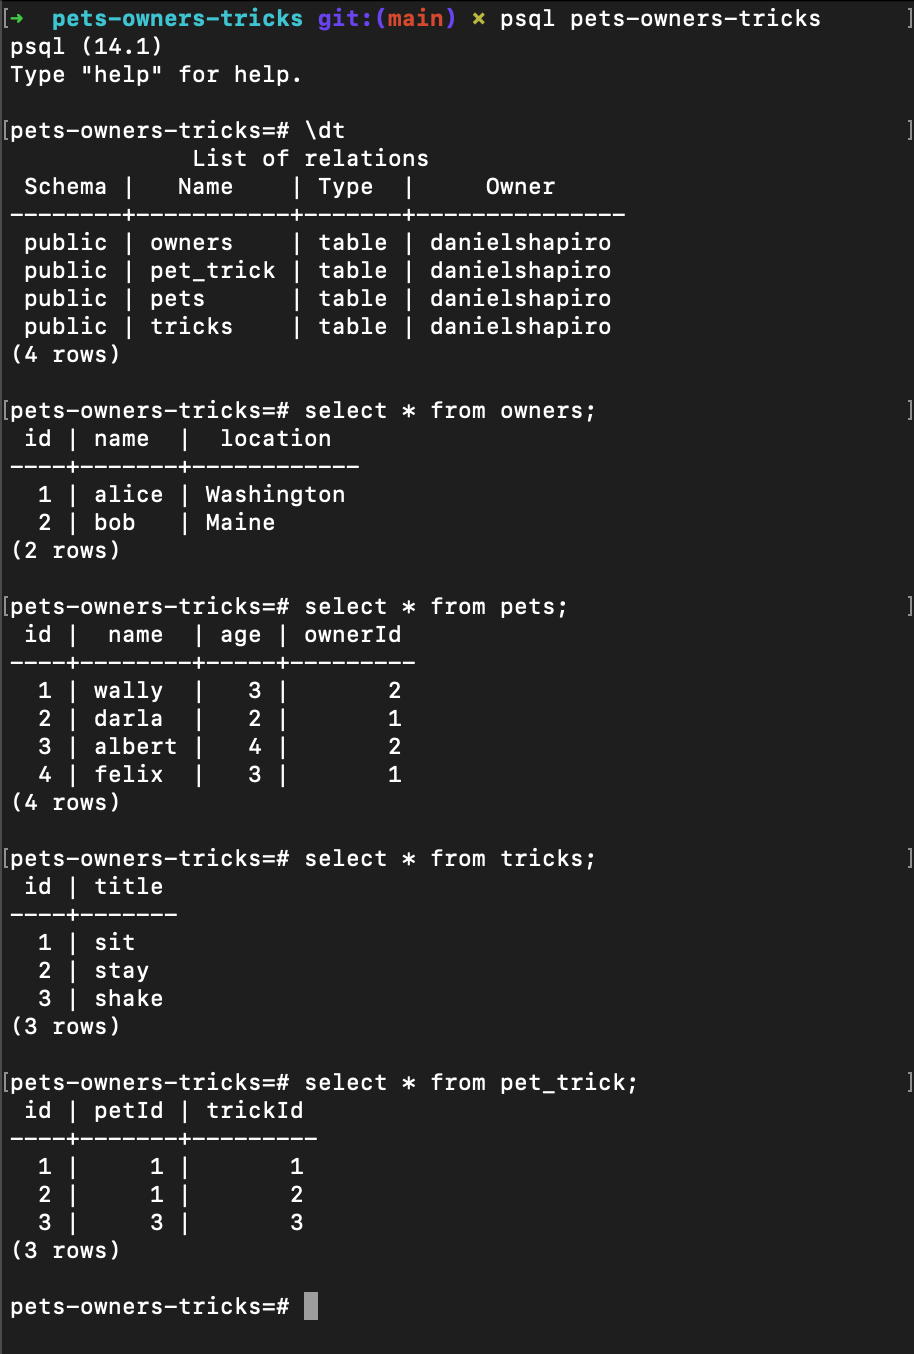 ➜  pets-owners-tricks git:(main) ✗ psql pets-owners-tricks
psql (14.1)
Type "help" for help.

pets-owners-tricks=# \dt
             List of relations
 Schema |   Name    | Type  |     Owner
--------+-----------+-------+---------------
 public | owners    | table | danielshapiro
 public | pet_trick | table | danielshapiro
 public | pets      | table | danielshapiro
 public | tricks    | table | danielshapiro
(4 rows)

pets-owners-tricks=# select * from owners;
 id | name  |  location
----+-------+------------
  1 | alice | Washington
  2 | bob   | Maine
(2 rows)

pets-owners-tricks=# select * from pets;
 id |  name  | age | ownerId
----+--------+-----+---------
  1 | wally  |   3 |       2
  2 | darla  |   2 |       1
  3 | albert |   4 |       2
  4 | felix  |   3 |       1
(4 rows)

pets-owners-tricks=# select * from tricks;
 id | title
----+-------
  1 | sit
  2 | stay
  3 | shake
(3 rows)

pets-owners-tricks=# select * from pet_trick;
 id | petId | trickId
----+-------+---------
  1 |     1 |       1
  2 |     1 |       2
  3 |     3 |       3
(3 rows)

pets-owners-tricks=#